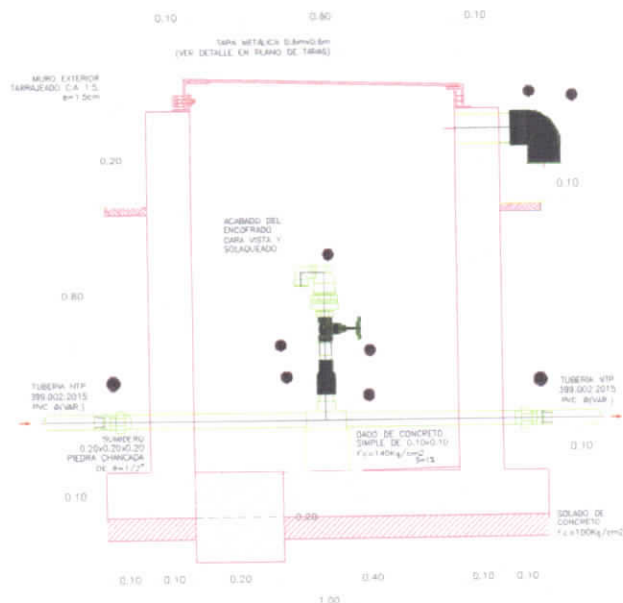 0.10
0.80
0.10
TAPA METÁLICA 0.6mx0.6m
(VER DETALLE EN PLANO DE TAPAS)
MURO EXTERIOR
TARRAJEADO C:A 1:5,
e=1.5cm
0.20
0.10
ACABADO DEL
ENCOFRADO
CARA VISTA Y
SOLAQUEADO
0.80
TUBERIA NTP
399.002:2015
PVC Ø(VAR.)
TUBERIA NTP
399.002:2015
PVC Ø(VAR.)
SUMIDERO
0.20x0.20x0.20
PIEDRA CHANCADA
DE Ø=1/2"
DADO DE CONCRETO
SIMPLE DE 0.10x0.10
f'c=140Kg/cm2
S=1%
0.10
0.10
0.20
SOLADO DE
CONCRETO
f'c=100Kg/cm2
0.10
0.10
0.20
0.40
0.10
0.10
1.00